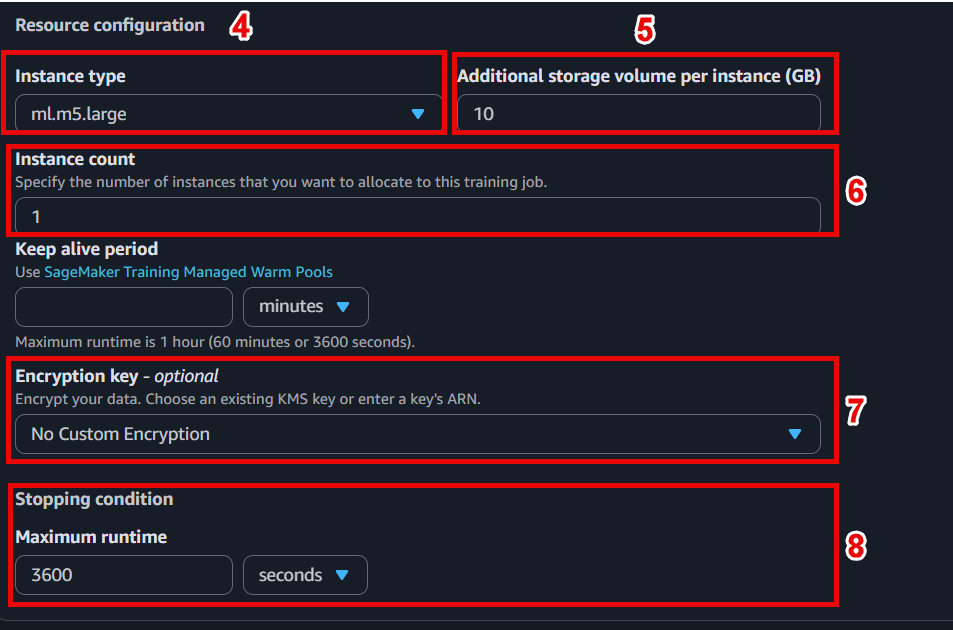 Resource configuration 4
5
Instance type
ml.m5.large
Additional storage volume per instance (GB)
10
Instance count
Specify the number of instances that you want to allocate to this training job.
1
6
Keep alive period
Use SageMaker Training Managed Warm Pools
minutes
Maximum runtime is 1 hour (60 minutes or 3600 seconds).
Encryption key - optional
Encrypt your data. Choose an existing KMS key or enter a key's ARN.
No Custom Encryption
7
Stopping condition
Maximum runtime
3600 seconds
8